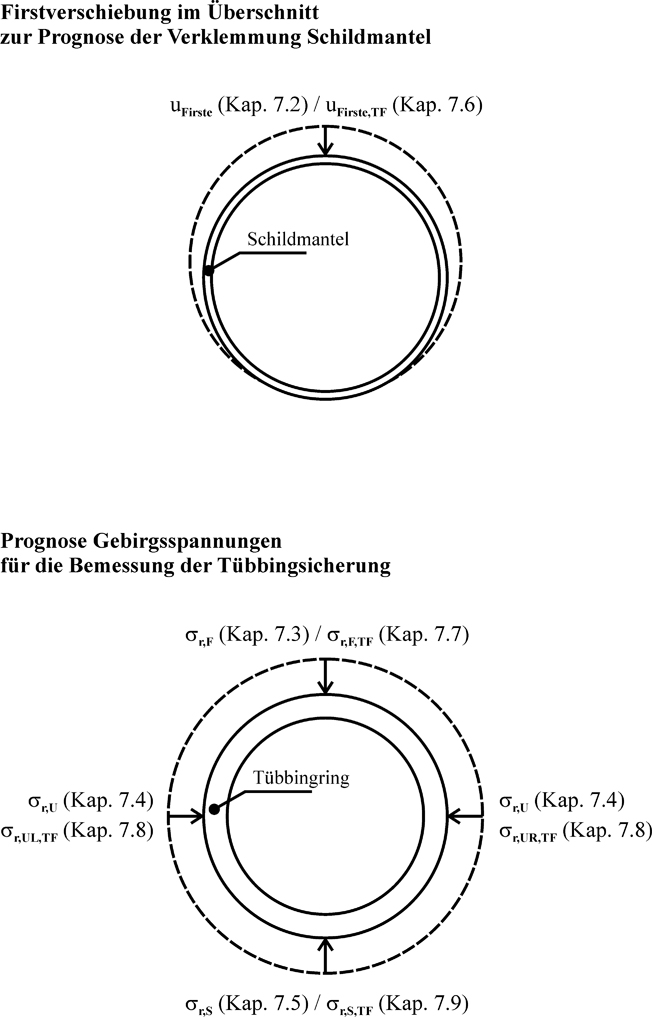 Firstverschiebung im Überschnitt
zur Prognose der Verklemmung Schildmantel
uFirste (Kap. 7.2) / uFirste,TF (Kap. 7.6)
Schildmantel
Prognose Gebirgsspannungen
für die Bemessung der Tübbingsicherung
σr,F (Kap. 7.3) / σr,F,TF (Kap. 7.7)
Tübbingring
σr,U (Kap. 7.4)
σr,UL,TF (Kap. 7.8)
σr,U (Kap. 7.4)
σr,UR,TF (Kap. 7.8)
σr,S (Kap. 7.5) / σr,S,TF (Kap. 7.9)